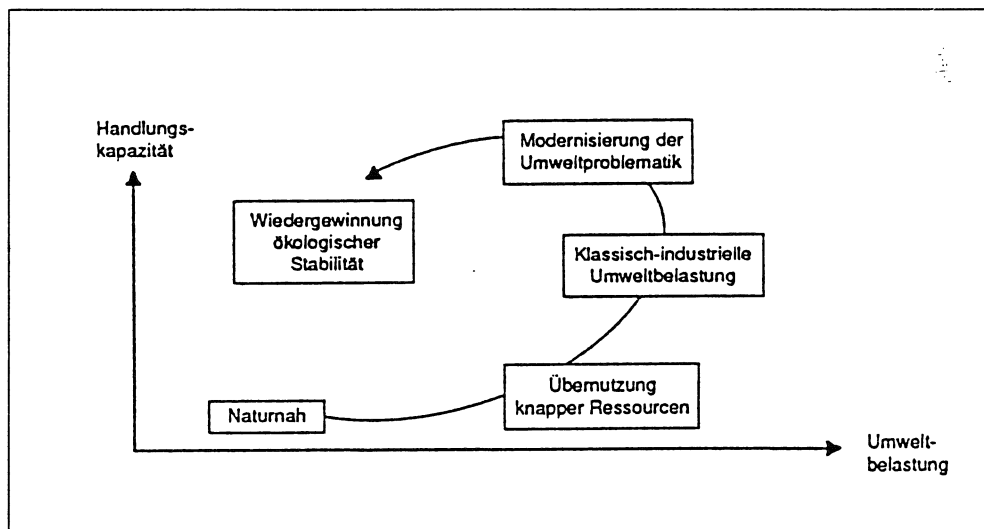 Handlungs-
kapazität
Modernisierung der
Umweltproblematik
Wiedergewinnung
ökologischer
Stabilität
Klassisch-industrielle
Umweltbelastung
Übernutzung
knapper Ressourcen
Naturnah
Umwelt-
belastung